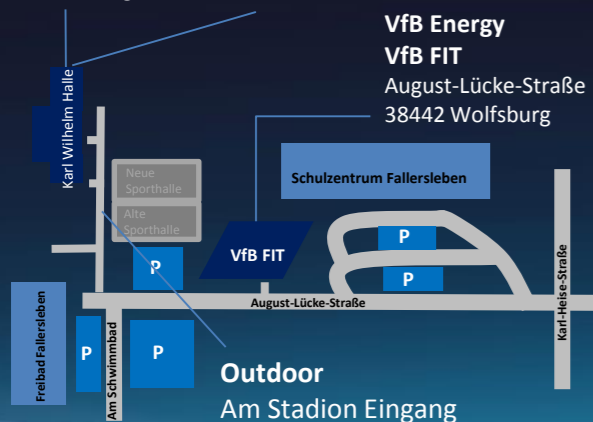 VfB Energy
VfB FIT
August-Lücke-Straße
38442 Wolfsburg
Karl Wilhelm Halle
Neue
Sporthalle
Alte
Sporthalle
Schulzentrum Fallersleben
P
VfB FIT
P
P
August-Lücke-Straße
Karl-Heise-Straße
Freibad Fallersleben
P
Am Schwimmbad
P
Outdoor
Am Stadion Eingang